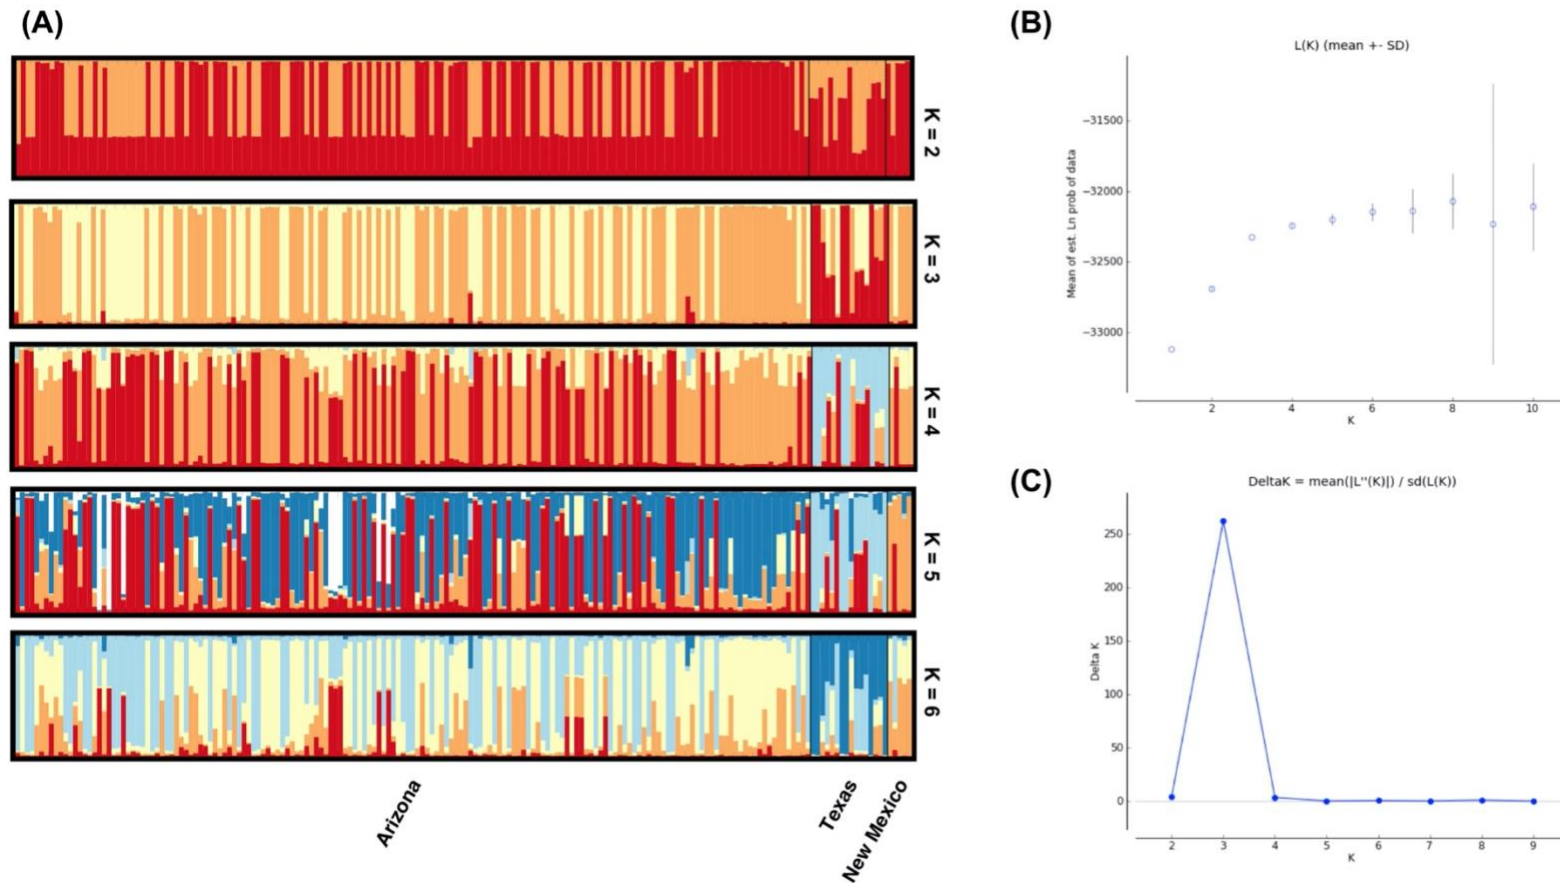 (A)
K = 2
K = 3
K = 4
K = 5
K = 6
Arizona
Texas
New Mexico
(B)
L(K) (mean +- SD)
Mean of est. Ln prob of data
−31500
−32000
−32500
−33000
2 4 6 8 10
K
(C)
DeltaK = mean(|L''(K)|) / sd(L(K))
Delta K
250
200
150
100
50
0
2 3 4 5 6 7 8 9
K